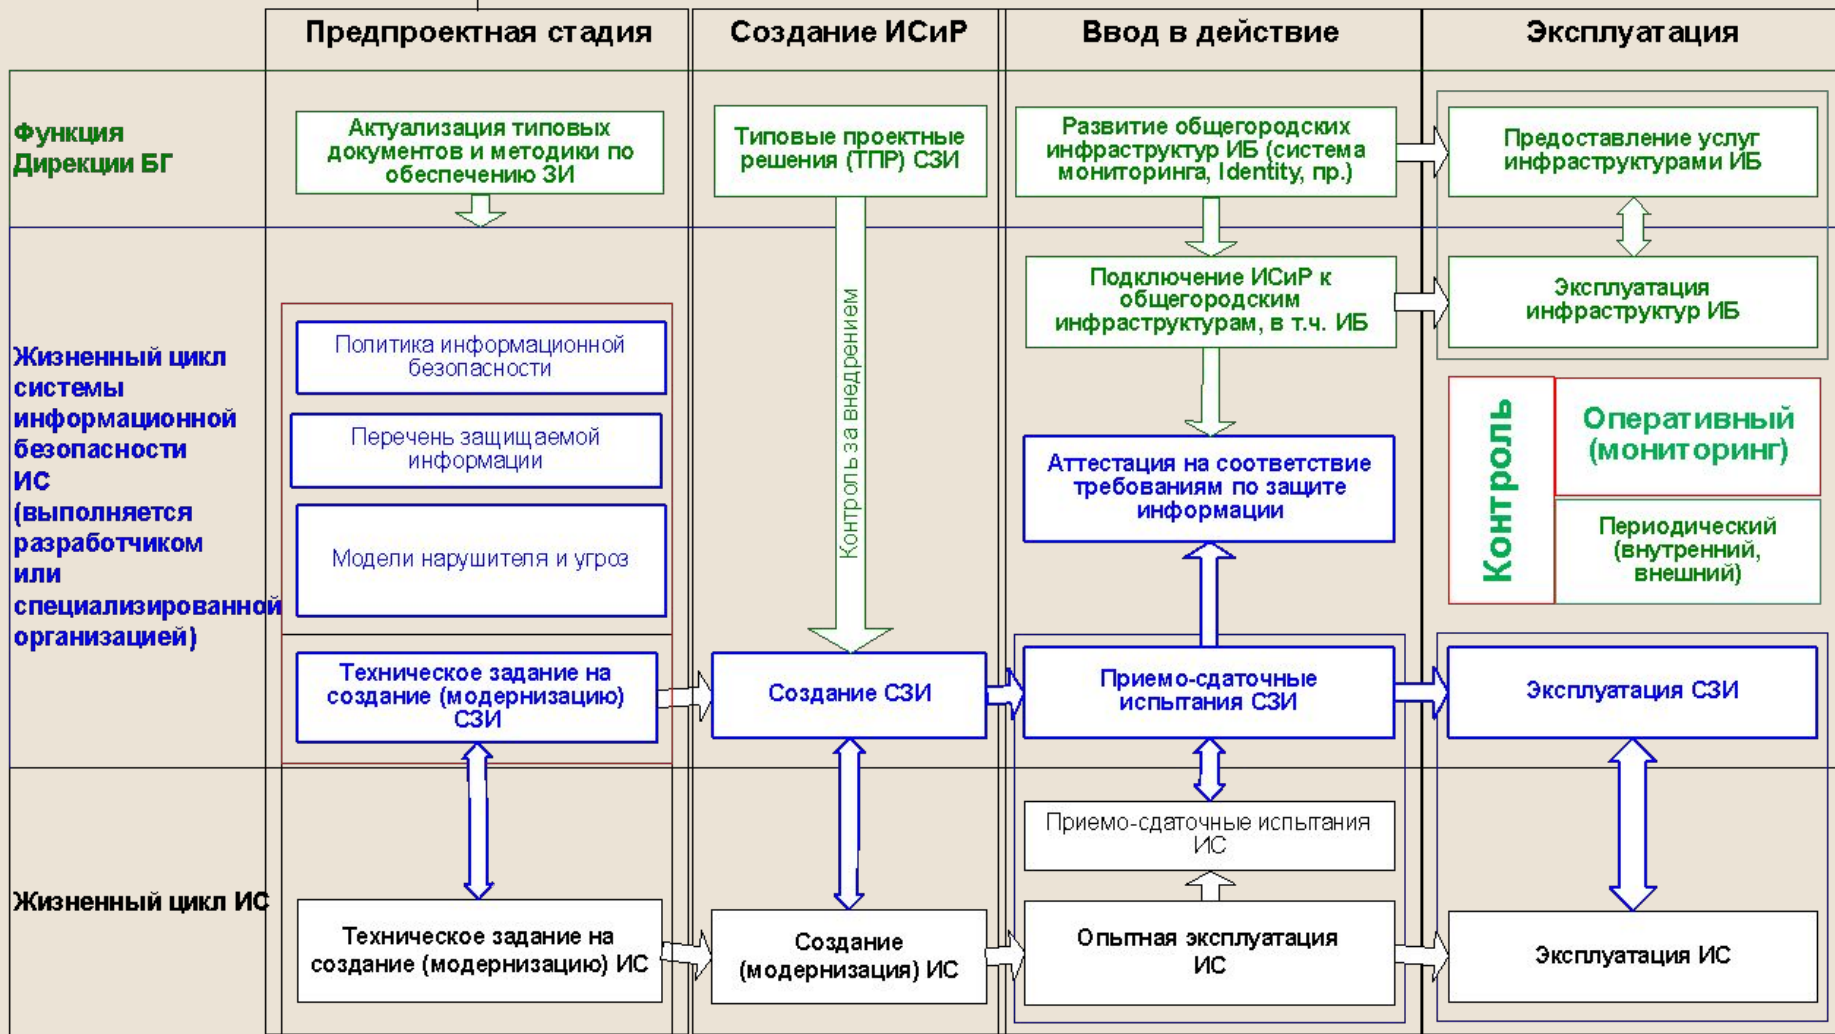 Предпроектная стадия
Создание ИСиР
Ввод в действие
Эксплуатация
Функция
Дирекции БГ
Актуализация типовых
документов и методики по
обеспечению ЗИ
Типовые проектные
решения (ТПР) СЗИ
Развитие общегородских
инфраструктур ИБ (система
мониторинга, Identity, пр.)
Предоставление услуг
инфраструктурами ИБ
Жизненный цикл
системы
информационной
безопасности
ИС
(выполняется
разработчиком
или
специализированной
организацией)
Политика информационной
безопасности
Перечень защищаемой
информации
Модели нарушителя и угроз
Техническое задание на
создание (модернизацию)
СЗИ
Контроль за внедрением
Создание СЗИ
Подключение ИСиР к
общегородским
инфраструктурам, в т.ч. ИБ
Аттестация на соответствие
требованиям по защите
информации
Приемо-сдаточные
испытания СЗИ
Эксплуатация
инфраструктур ИБ
Контроль
Оперативный
(мониторинг)
Периодический
(внутренний,
внешний)
Эксплуатация СЗИ
Жизненный цикл ИС
Техническое задание на
создание (модернизацию) ИС
Создание
(модернизация) ИС
Приемо-сдаточные испытания
ИС
Опытная эксплуатация
ИС
Эксплуатация ИС